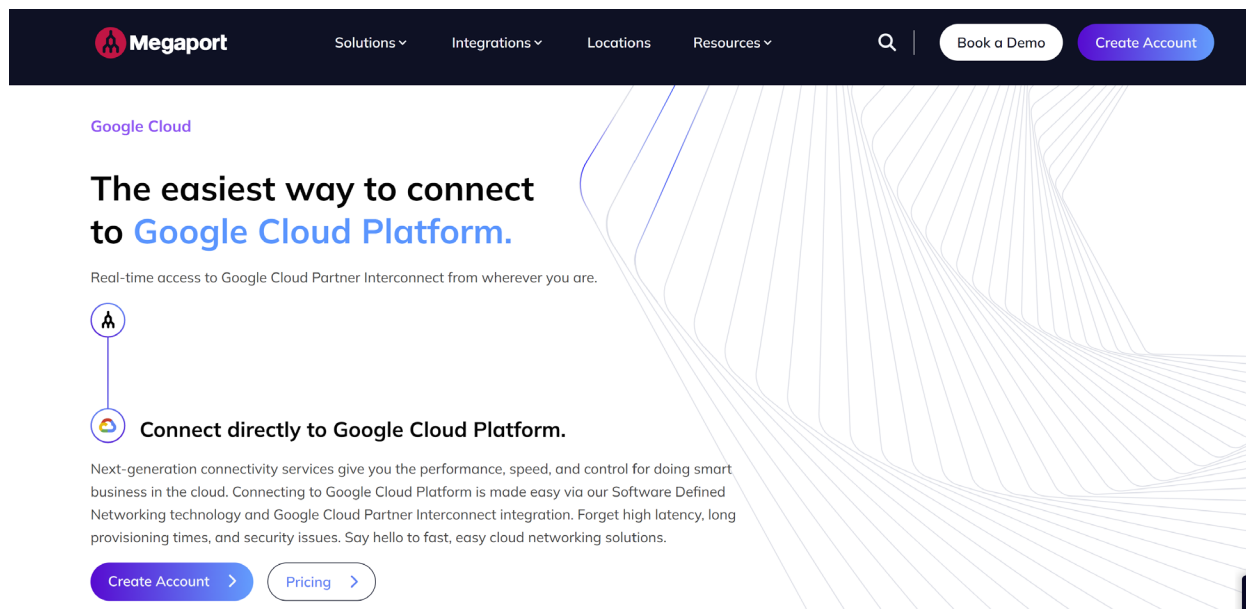 Megaport
Solutions
Integrations
Locations
Resources
Book a Demo
Create Account
Google Cloud
The easiest way to connect
to Google Cloud Platform.
Real-time access to Google Cloud Partner Interconnect from wherever you are.
Connect directly to Google Cloud Platform.
Next-generation connectivity services give you the performance, speed, and control for doing smart
business in the cloud. Connecting to Google Cloud Platform is made easy via our Software Defined
Networking technology and Google Cloud Partner Interconnect integration. Forget high latency, long
provisioning times, and security issues. Say hello to fast, easy cloud networking solutions.
Create Account
Pricing